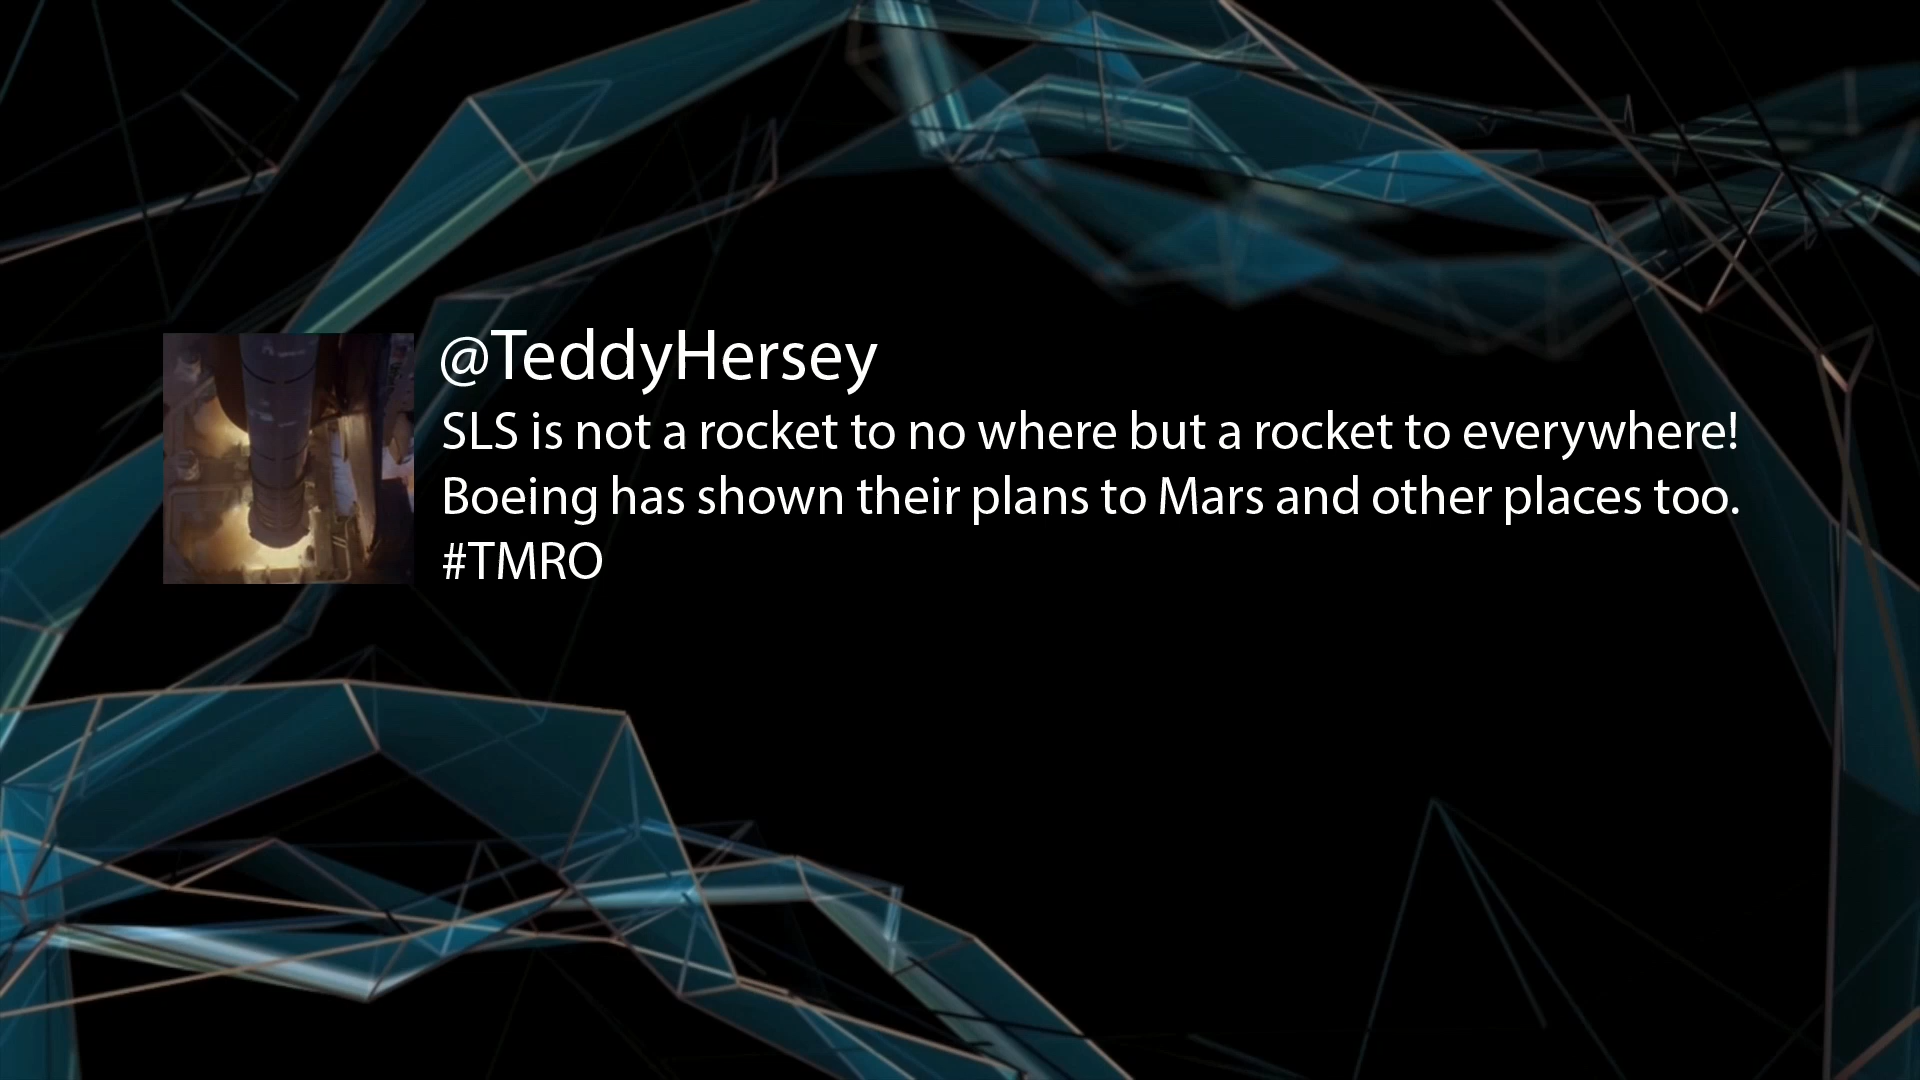 @TeddyHersey
SLS is not a rocket to no where but a rocket to everywhere!
Boeing has shown their plans to Mars and other places too.
#TMRO